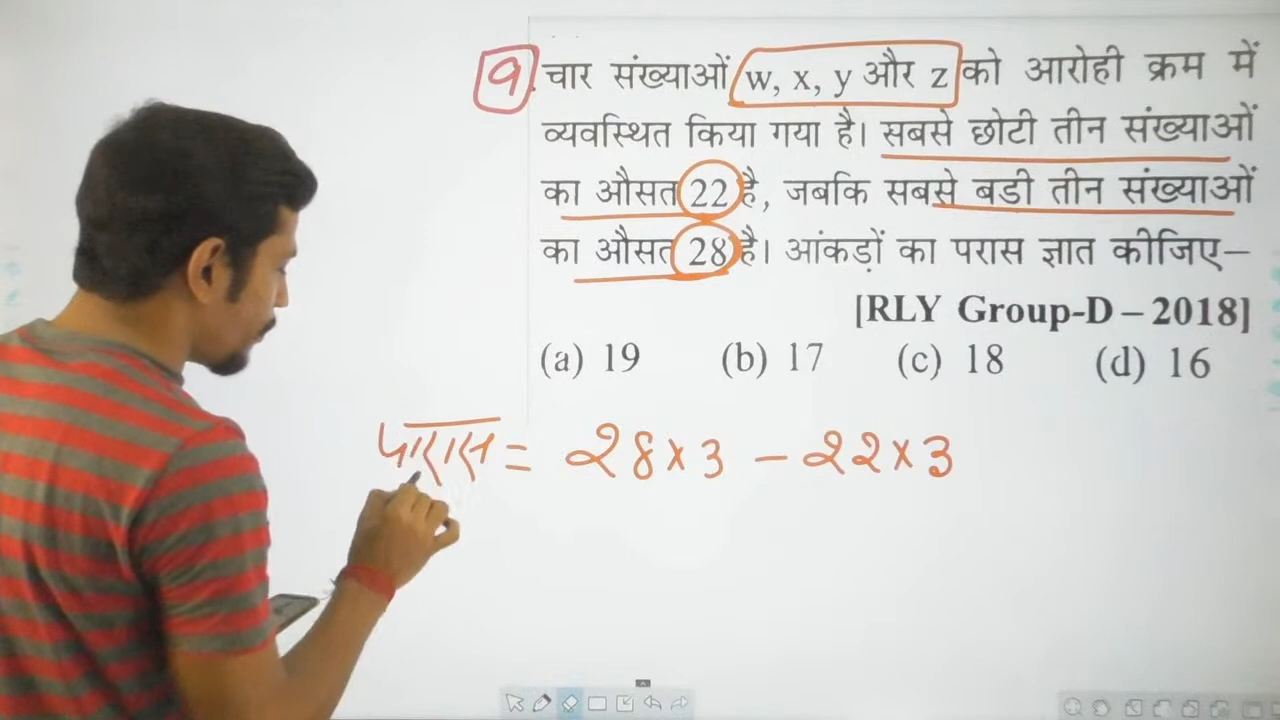 9. चार संख्याओं w, x, y और z को आरोही क्रम में
व्यवस्थित किया गया है। सबसे छोटी तीन संख्याओं
का औसत 22 है, जबकि सबसे बडी तीन संख्याओं
का औसत 28 है। आंकड़ों का परास ज्ञात कीजिए–
[RLY Group-D – 2018]
(a) 19 (b) 17 (c) 18 (d) 16
परास = 28 × 3 – 22 × 3